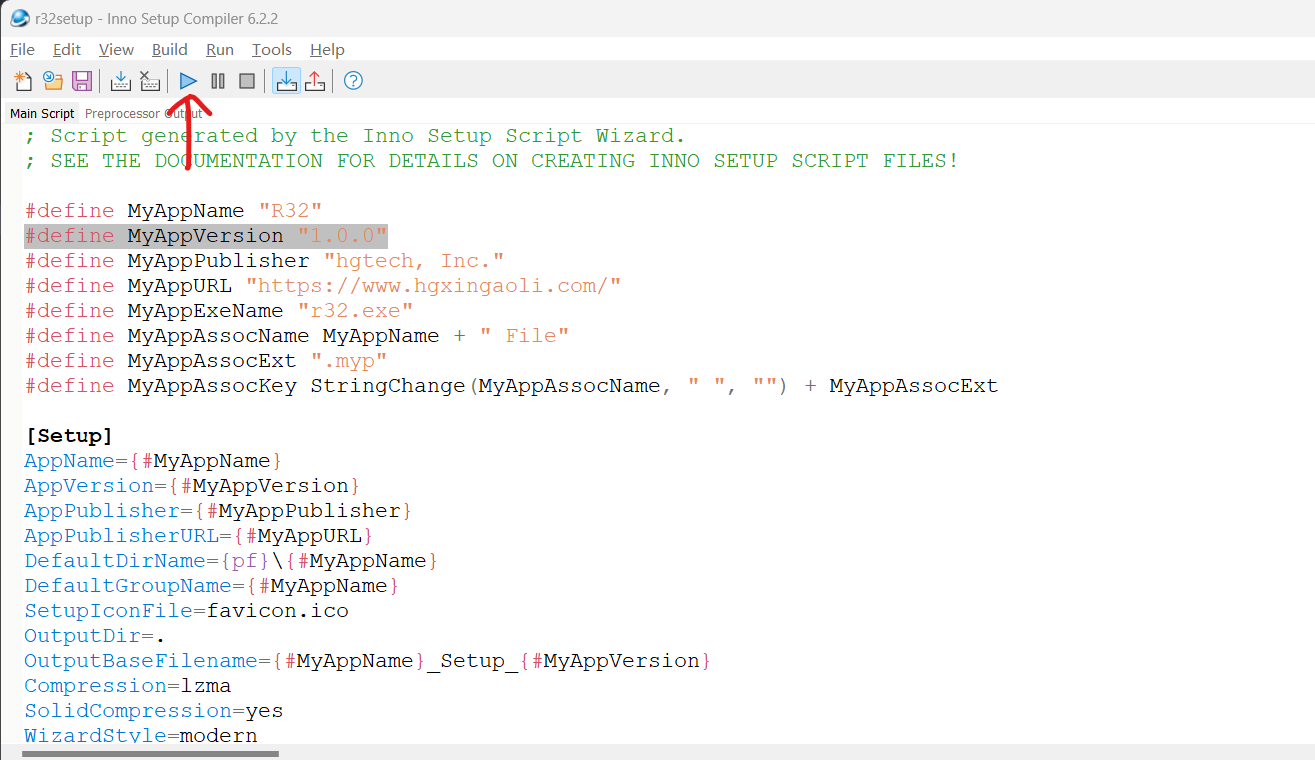 r32setup - Inno Setup Compiler 6.2.2
File Edit View Build Run Tools Help
Main Script Preprocessor Output
; Script generated by the Inno Setup Script Wizard.
; SEE THE DOCUMENTATION FOR DETAILS ON CREATING INNO SETUP SCRIPT FILES!
#define MyAppName "R32"
#define MyAppVersion "1.0.0"
#define MyAppPublisher "hgtech, Inc."
#define MyAppURL "https://www.hgxingaoli.com/"
#define MyAppExeName "r32.exe"
#define MyAppAssocName MyAppName + " File"
#define MyAppAssocExt ".myp"
#define MyAppAssocKey StringChange(MyAppAssocName, " ", "") + MyAppAssocExt
[Setup]
AppName={#MyAppName}
AppVersion={#MyAppVersion}
AppPublisher={#MyAppPublisher}
AppPublisherURL={#MyAppURL}
DefaultDirName={pf}\{#MyAppName}
DefaultGroupName={#MyAppName}
SetupIconFile=favicon.ico
OutputDir=.
OutputBaseFilename={#MyAppName}_Setup_{#MyAppVersion}
Compression=lzma
SolidCompression=yes
WizardStyle=modern